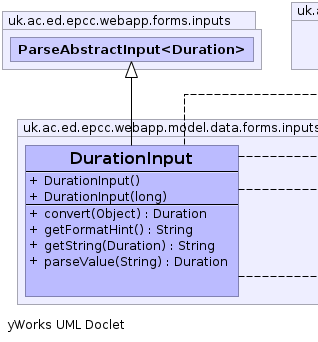 uk.ac.ed.epcc.webapp.forms.inputs
uk.a
ParseAbstractInput<Duration>
uk.ac.ed.epcc.webapp.model.data.forms.inputs
DurationInput
+ DurationInput()
+ DurationInput(long)
+ convert(Object) : Duration
+ getFormatHint() : String
+ getString(Duration) : String
+ parseValue(String) : Duration
yWorks UML Doclet